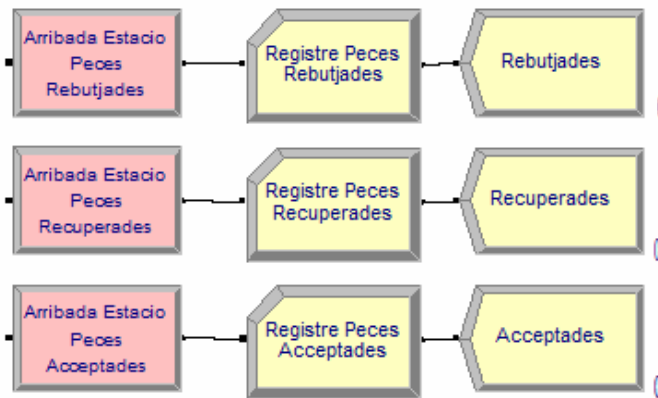 Arribada Estacio
Peces
Rebutjades
Registre Peces
Rebutjades
Rebutjades
Arribada Estacio
Peces
Recuperades
Registre Peces
Recuperades
Recuperades
Arribada Estacio
Peces
Acceptades
Registre Peces
Acceptades
Acceptades